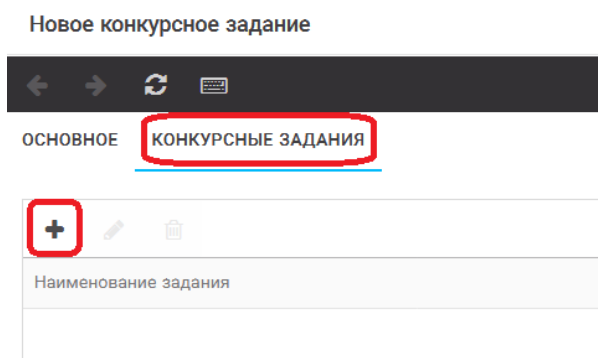 Новое конкурсное задание
ОСНОВНОЕ КОНКУРСНЫЕ ЗАДАНИЯ
Наименование задания